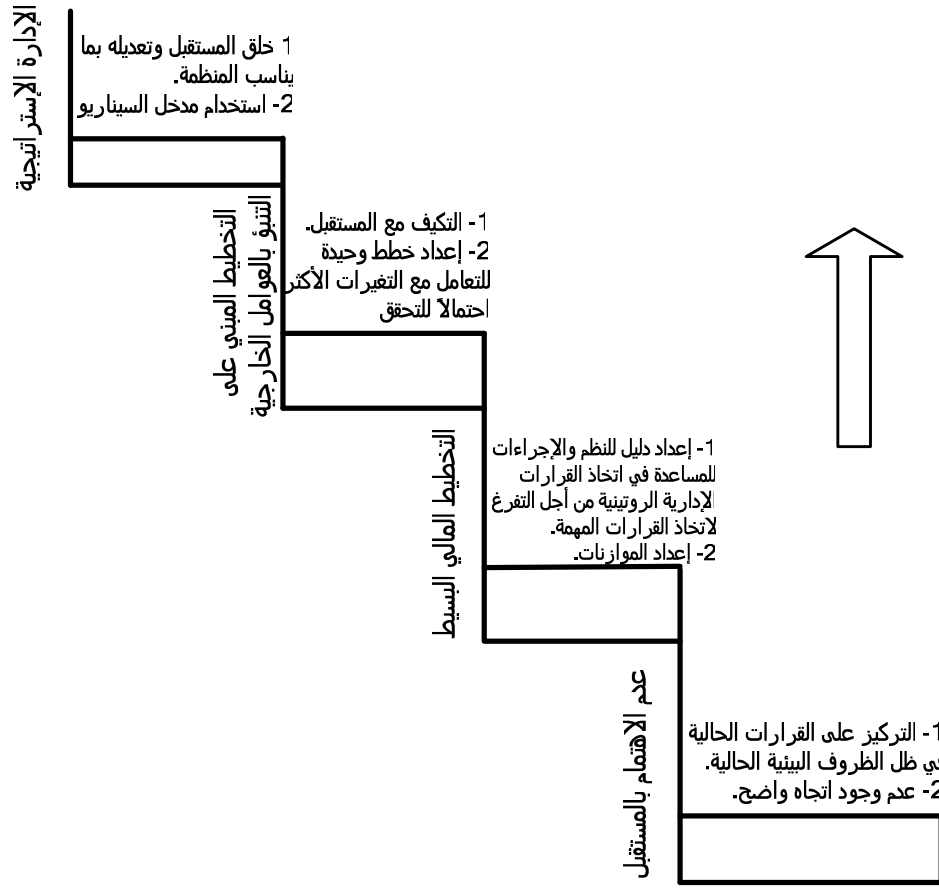 الإدارة الإستراتيجية
1 خلق المستقبل وتعديله بما
يناسب المنظمة.
2- استخدام مدخل السيناريو
التخطيط المبني على
التنبؤ بالعوامل الخارجية
1- التكيف مع المستقبل.
2- إعداد خطط وحيدة
للتعامل مع التغيرات الأكثر
احتمالاً للتحقق
التخطيط المالي البسيط
1- إعداد دليل للنظم والإجراءات
للمساعدة في اتخاذ القرارات
الإدارية الروتينية من أجل التفرغ
لاتخاذ القرارات المهمة.
2- إعداد الموازنات.
عدم الاهتمام بالمستقبل
1- التركيز على القرارات الحالية
في ظل الظروف البيئية الحالية.
2- عدم وجود اتجاه واضح.